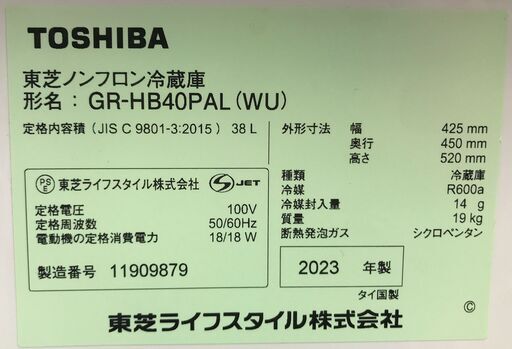 TOSHIBA
東芝ノンフロン冷蔵庫
形名：GR-HB40PAL(WU)
定格内容積（JIS C 9801-3:2015） 38 L
外形寸法 幅 425 mm
奥行 450 mm
高さ 520 mm
PSE 東芝ライフスタイル株式会社 S JET
定格電圧 100V
定格周波数 50/60Hz
電動機の定格消費電力 18/18 W
種類 冷蔵庫
冷媒 R600a
冷媒封入量 14 g
質量 19 kg
断熱発泡ガス シクロペンタン
製造番号 11909879
2023 年製
タイ国製
©
東芝ライフスタイル株式会社